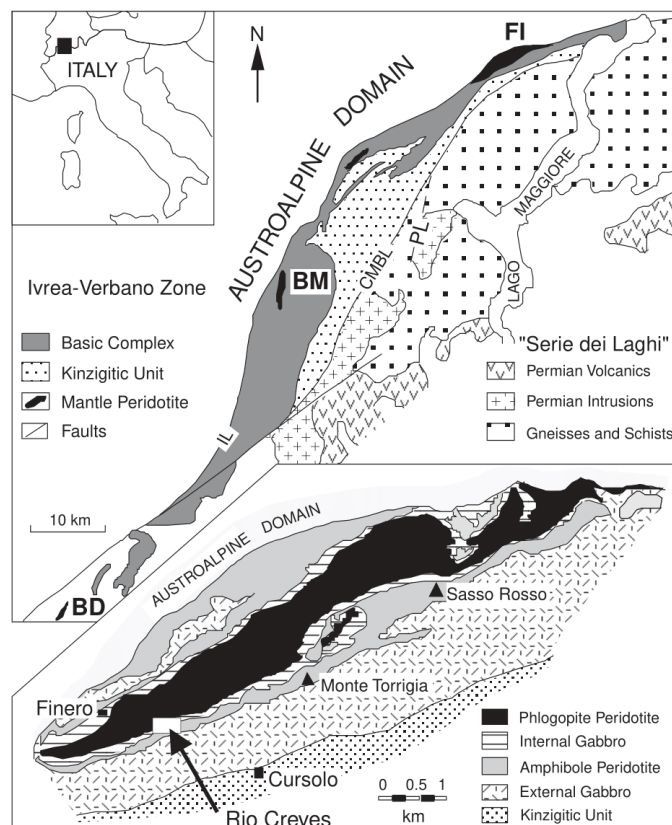 ITALY
N
FI
AUSTROALPINE DOMAIN
BM
CMBL
PL
LAGO
MAGGIORE
IL
BD
Ivrea-Verbano Zone
Basic Complex
Kinzigitic Unit
Mantle Peridotite
Faults
10 km
"Serie dei Laghi"
Permian Volcanics
Permian Intrusions
Gneisses and Schists
AUSTROALPINE DOMAIN
Sasso Rosso
Monte Torrigia
Finero
Cursolo
Rio Creves
0 0.5 1
km
Phlogopite Peridotite
Internal Gabbro
Amphibole Peridotite
External Gabbro
Kinzigitic Unit